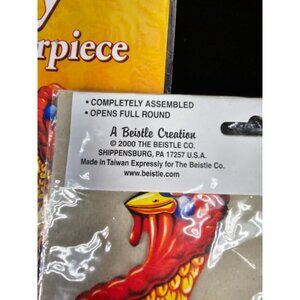 y
rpiece
• COMPLETELY ASSEMBLED
• OPENS FULL ROUND
A Beistle Creation
© 2000 THE BEISTLE CO.
SHIPPENSBURG, PA 17257 U.S.A.
Made in Taiwan Expressly for The Beistle Co.
www.beistle.com